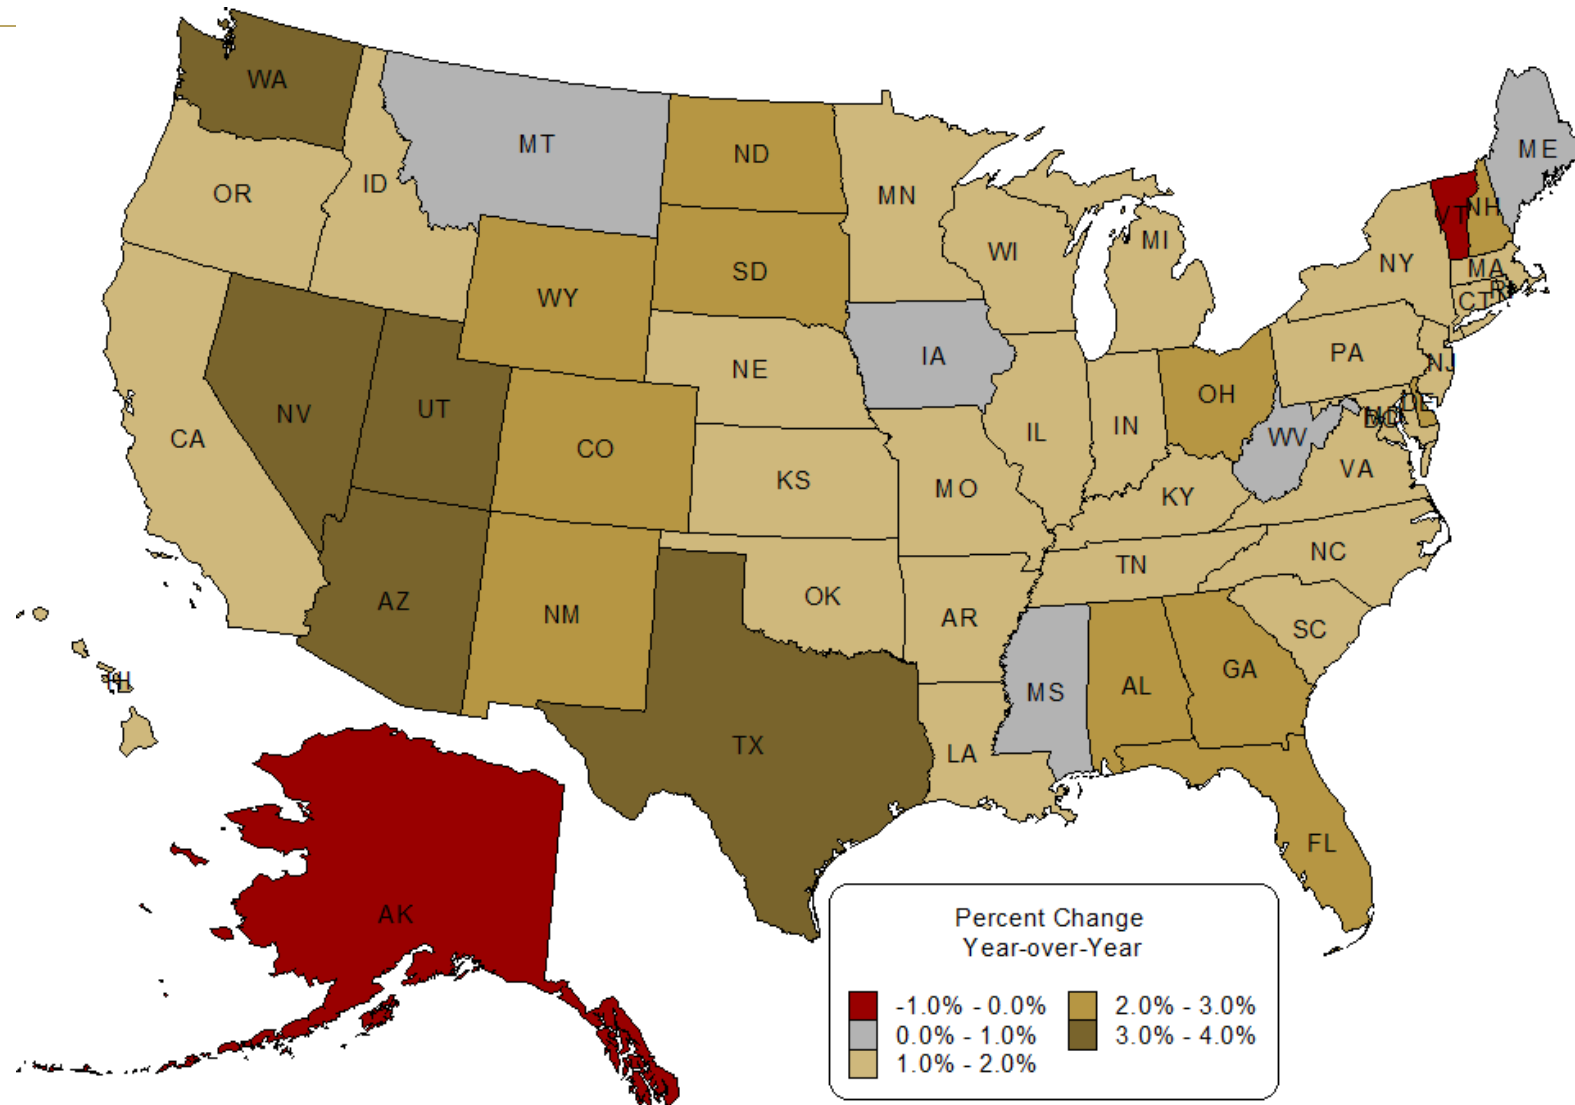 WA
MT
ND
MN
ME
OR
ID
VT
NH
WI
MI
SD
NY
MA
WY
CT
RI
IA
PA
NE
NJ
OH
DE
NV
UT
MD
DC
CA
CO
IL
IN
WV
VA
KS
MO
KY
NC
TN
AZ
NM
OK
AR
SC
GA
HI
MS
AL
TX
LA
FL
AK
Percent Change
Year-over-Year
-1.0% - 0.0%
2.0% - 3.0%
0.0% - 1.0%
3.0% - 4.0%
1.0% - 2.0%